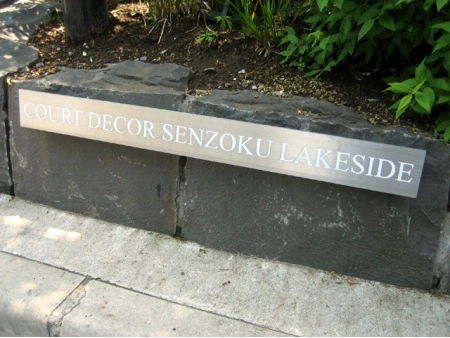 COURT DECOR SENZOKU LAKESIDE